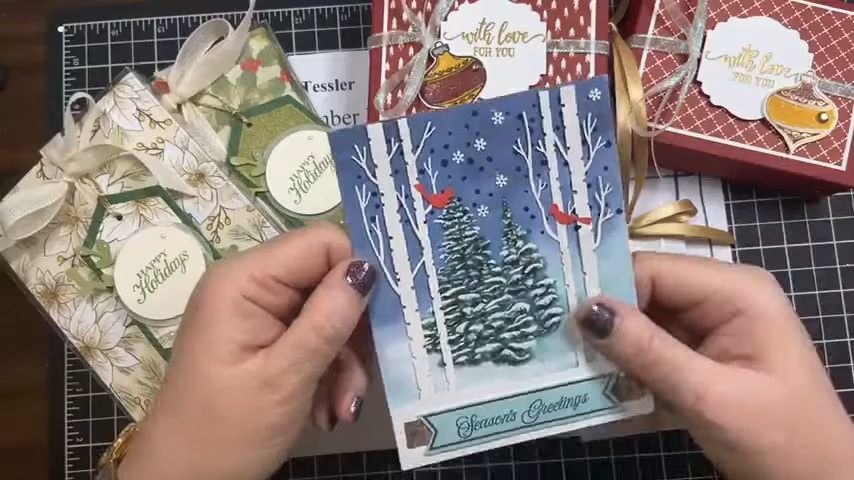 Tessler
with love
FOR YOU
with love
FOR YOU
HAPPY
Holidays
HAPPY
Holidays
Season's Greetings